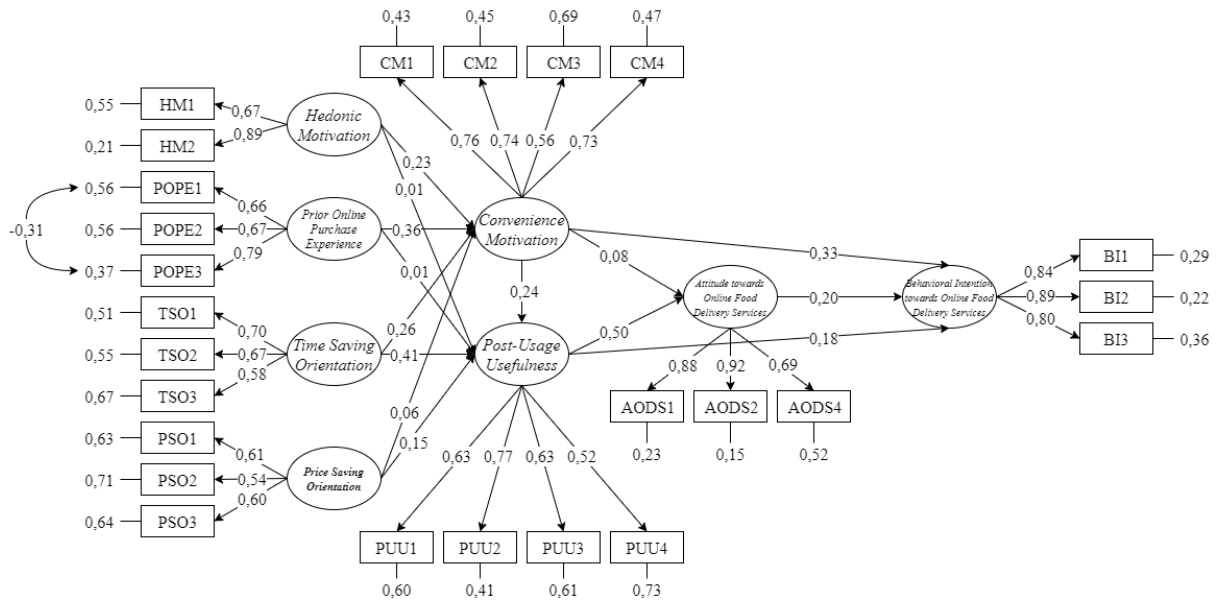 0,43
0,45
0,69
0,47
CM1
CM2
CM3
CM4
0,76
0,74
0,56
0,73
0,55
HM1
0,67
0,21
HM2
0,89
Hedonic
Motivation
0,23
0,01
-0,31
0,56
POPE1
0,66
0,56
POPE2
0,67
0,37
POPE3
0,79
Prior Online
Purchase
Experience
0,36
0,01
Convenience
Motivation
0,33
0,08
0,24
0,51
TSO1
0,70
0,55
TSO2
0,67
0,67
TSO3
0,58
Time Saving
Orientation
0,26
0,41
Post-Usage
Usefulness
0,50
0,18
Attitude towards
Online Food
Delivery Services
0,20
Behavioral Intention
towards Online Food
Delivery Services
0,84
BI1
0,29
0,89
BI2
0,22
0,80
BI3
0,36
0,88
0,92
0,69
AODS1
AODS2
AODS4
0,23
0,15
0,52
0,63
PSO1
0,61
0,71
PSO2
0,54
0,64
PSO3
0,60
Price Saving
Orientation
0,06
0,15
0,63
0,77
0,63
0,52
PUU1
PUU2
PUU3
PUU4
0,60
0,41
0,61
0,73